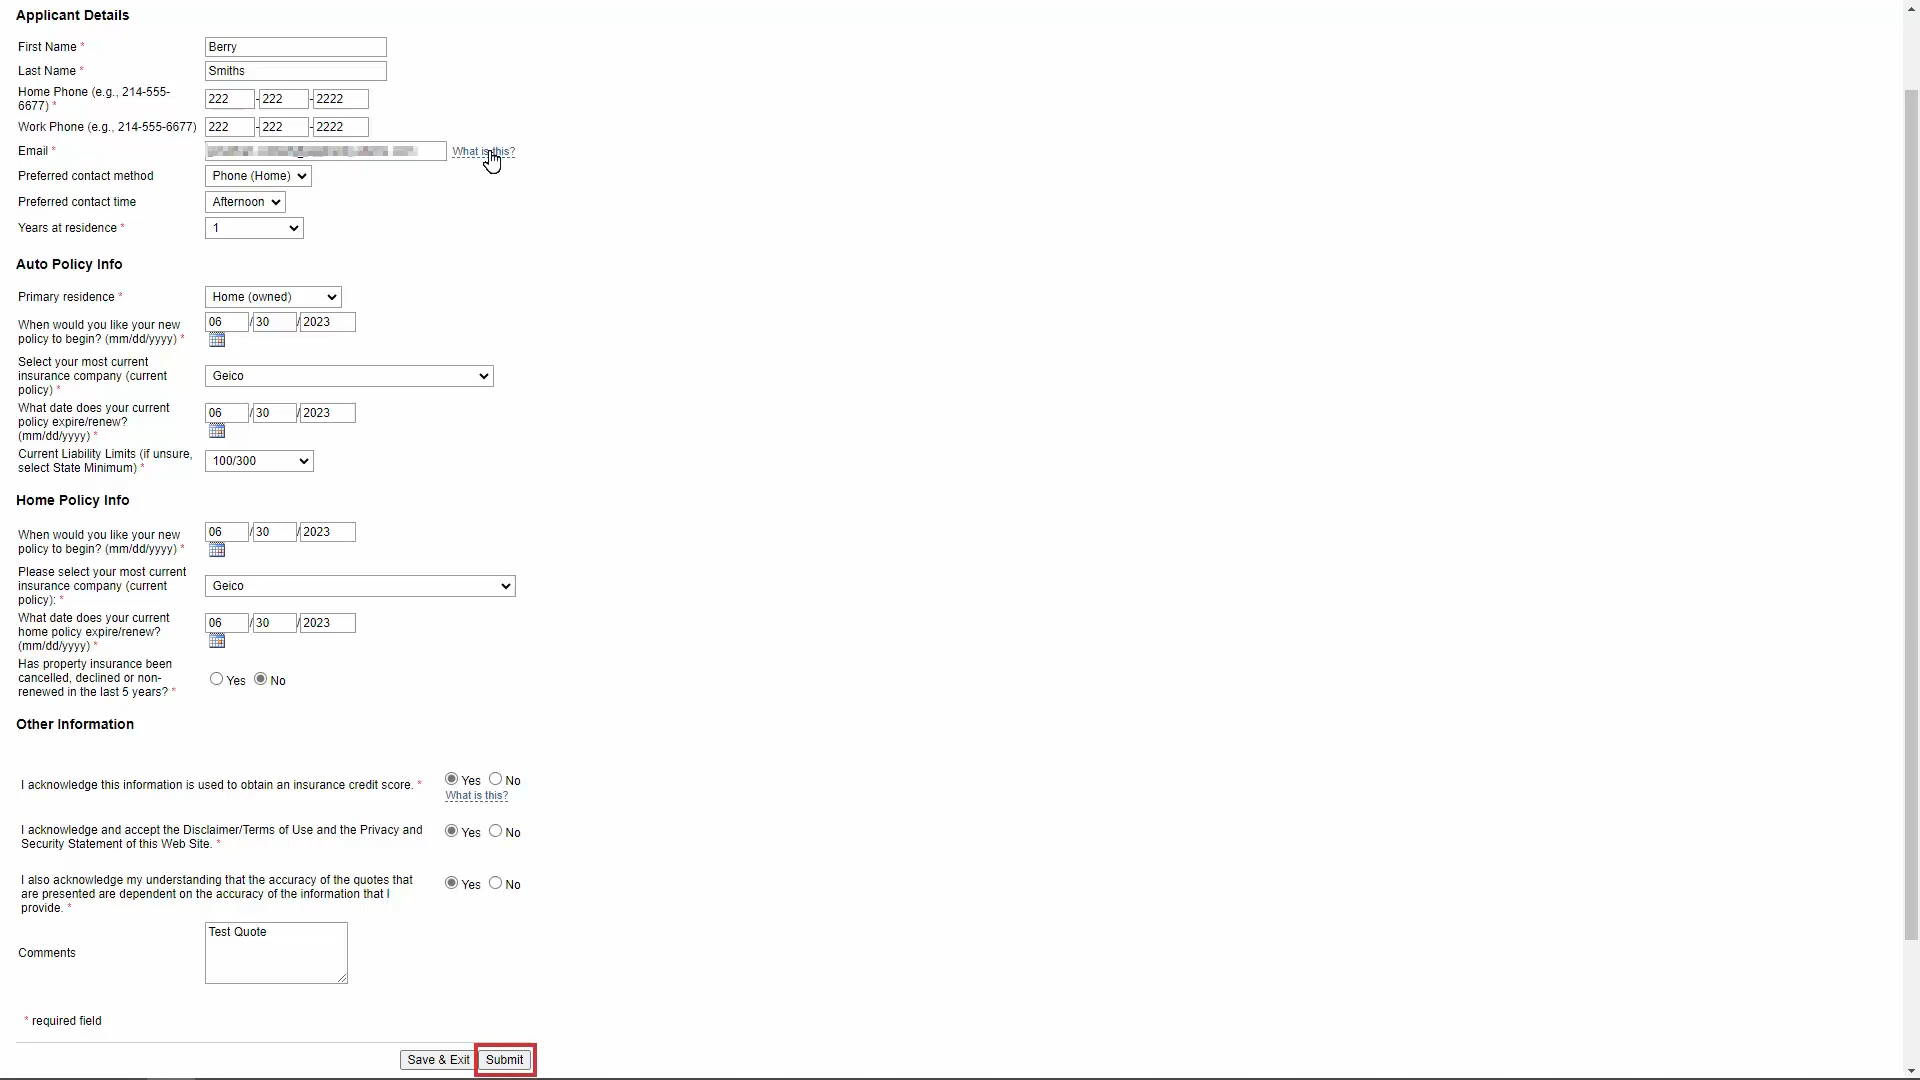 Applicant Details
First Name * Berry
Last Name * Smiths
Home Phone (e.g., 214-555-
6677) * 222 - 222 - 2222
Work Phone (e.g., 214-555-6677) 222 - 222 - 2222
Email * What is this?
Preferred contact method Phone (Home)
Preferred contact time Afternoon
Years at residence * 1
Auto Policy Info
Primary residence * Home (owned)
When would you like your new
policy to begin? (mm/dd/yyyy) * 06 / 30 / 2023
Select your most current
insurance company (current
policy) * Geico
What date does your current
policy expire/renew?
(mm/dd/yyyy) * 06 / 30 / 2023
Current Liability Limits (if unsure,
select State Minimum) * 100/300
Home Policy Info
When would you like your new
policy to begin? (mm/dd/yyyy) * 06 / 30 / 2023
Please select your most current
insurance company (current
policy): * Geico
What date does your current
home policy expire/renew?
(mm/dd/yyyy) * 06 / 30 / 2023
Has property insurance been
cancelled, declined or non-
renewed in the last 5 years? * Yes No
Other Information
I acknowledge this information is used to obtain an insurance credit score. * Yes No
What is this?
I acknowledge and accept the Disclaimer/Terms of Use and the Privacy and
Security Statement of this Web Site. * Yes No
I also acknowledge my understanding that the accuracy of the quotes that
are presented are dependent on the accuracy of the information that I
provide. * Yes No
Comments Test Quote
* required field
Save & Exit Submit